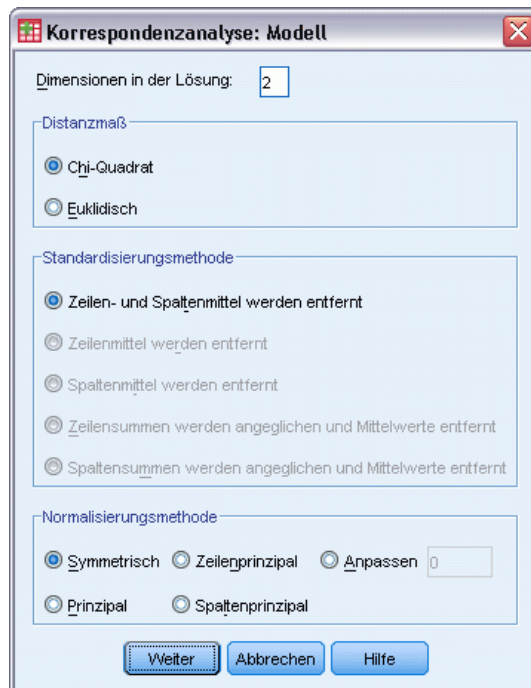 Korrespondenzanalyse: Modell
Dimensionen in der Lösung: 2
Distanzmaß
Chi-Quadrat
Euklidisch
Standardisierungsmethode
Zeilen- und Spaltenmittel werden entfernt
Zeilenmittel werden entfernt
Spaltenmittel werden entfernt
Zeilensummen werden angeglichen und Mittelwerte entfernt
Spaltensummen werden angeglichen und Mittelwerte entfernt
Normalisierungsmethode
Symmetrisch Zeilenprinzipal Anpassen 0
Prinzipal Spaltenprinzipal
Weiter Abbrechen Hilfe